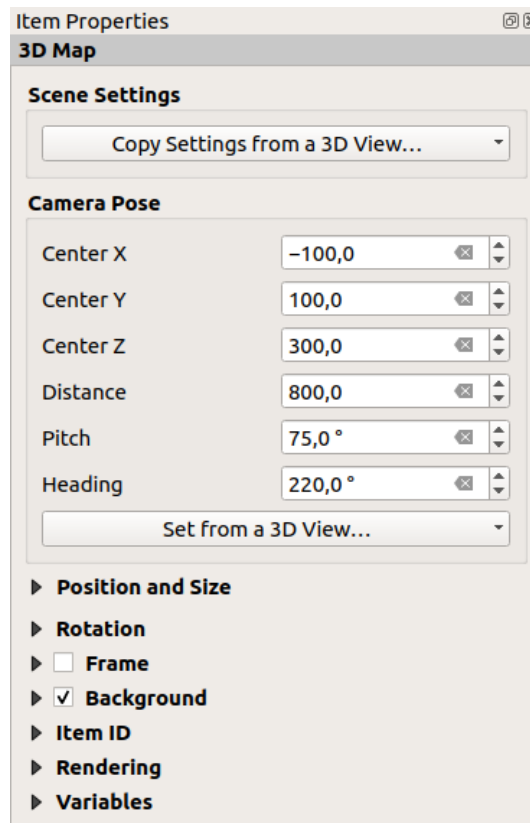 Item Properties
3D Map
Scene Settings
Copy Settings from a 3D View…
Camera Pose
Center X −100,0
Center Y 100,0
Center Z 300,0
Distance 800,0
Pitch 75,0 °
Heading 220,0 °
Set from a 3D View…
Position and Size
Rotation
Frame
Background
Item ID
Rendering
Variables